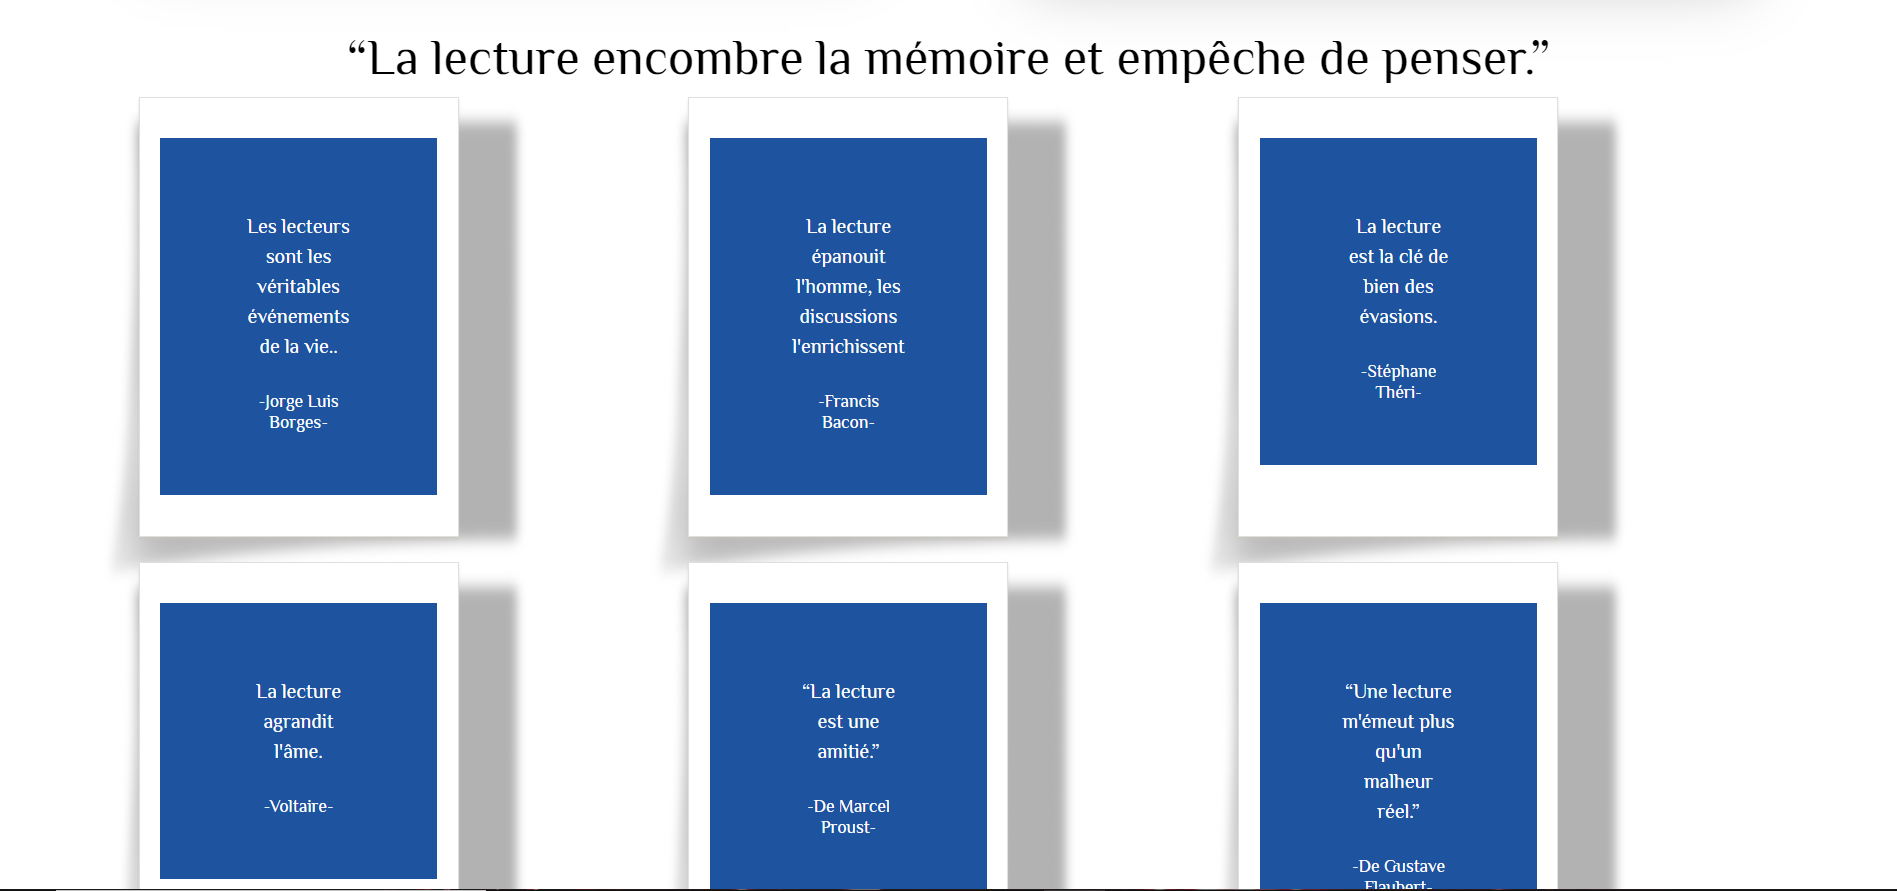 “La lecture encombre la mémoire et empêche de penser.”
Les lecteurs
sont les
véritables
événements
de la vie..
-Jorge Luis
Borges-
La lecture
épanouit
l'homme, les
discussions
l'enrichissent
-Francis
Bacon-
La lecture
est la clé de
bien des
évasions.
-Stéphane
Théri-
La lecture
agrandit
l'âme.
-Voltaire-
“La lecture
est une
amitié.”
-De Marcel
Proust-
“Une lecture
m'émeut plus
qu'un
malheur
réel.”
-De Gustave
Flaubert-